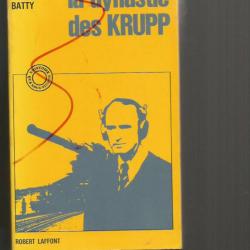 BATTY
la dynastie
des KRUPP
ROBERT LAFFONT